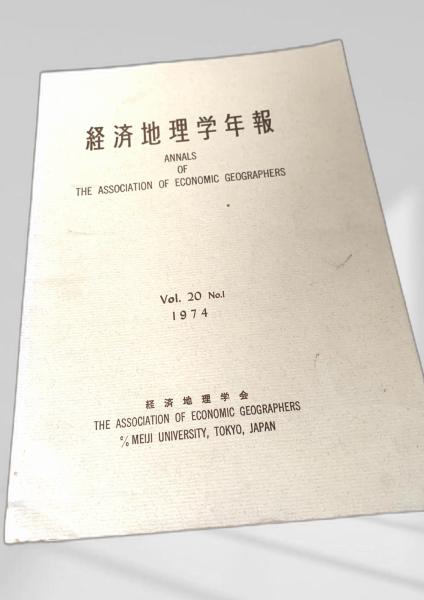 経済地理学年報
ANNALS
OF
THE ASSOCIATION OF ECONOMIC GEOGRAPHERS
Vol. 20 No.1
1974
経済地理学会
THE ASSOCIATION OF ECONOMIC GEOGRAPHERS
℅ MEIJI UNIVERSITY, TOKYO, JAPAN